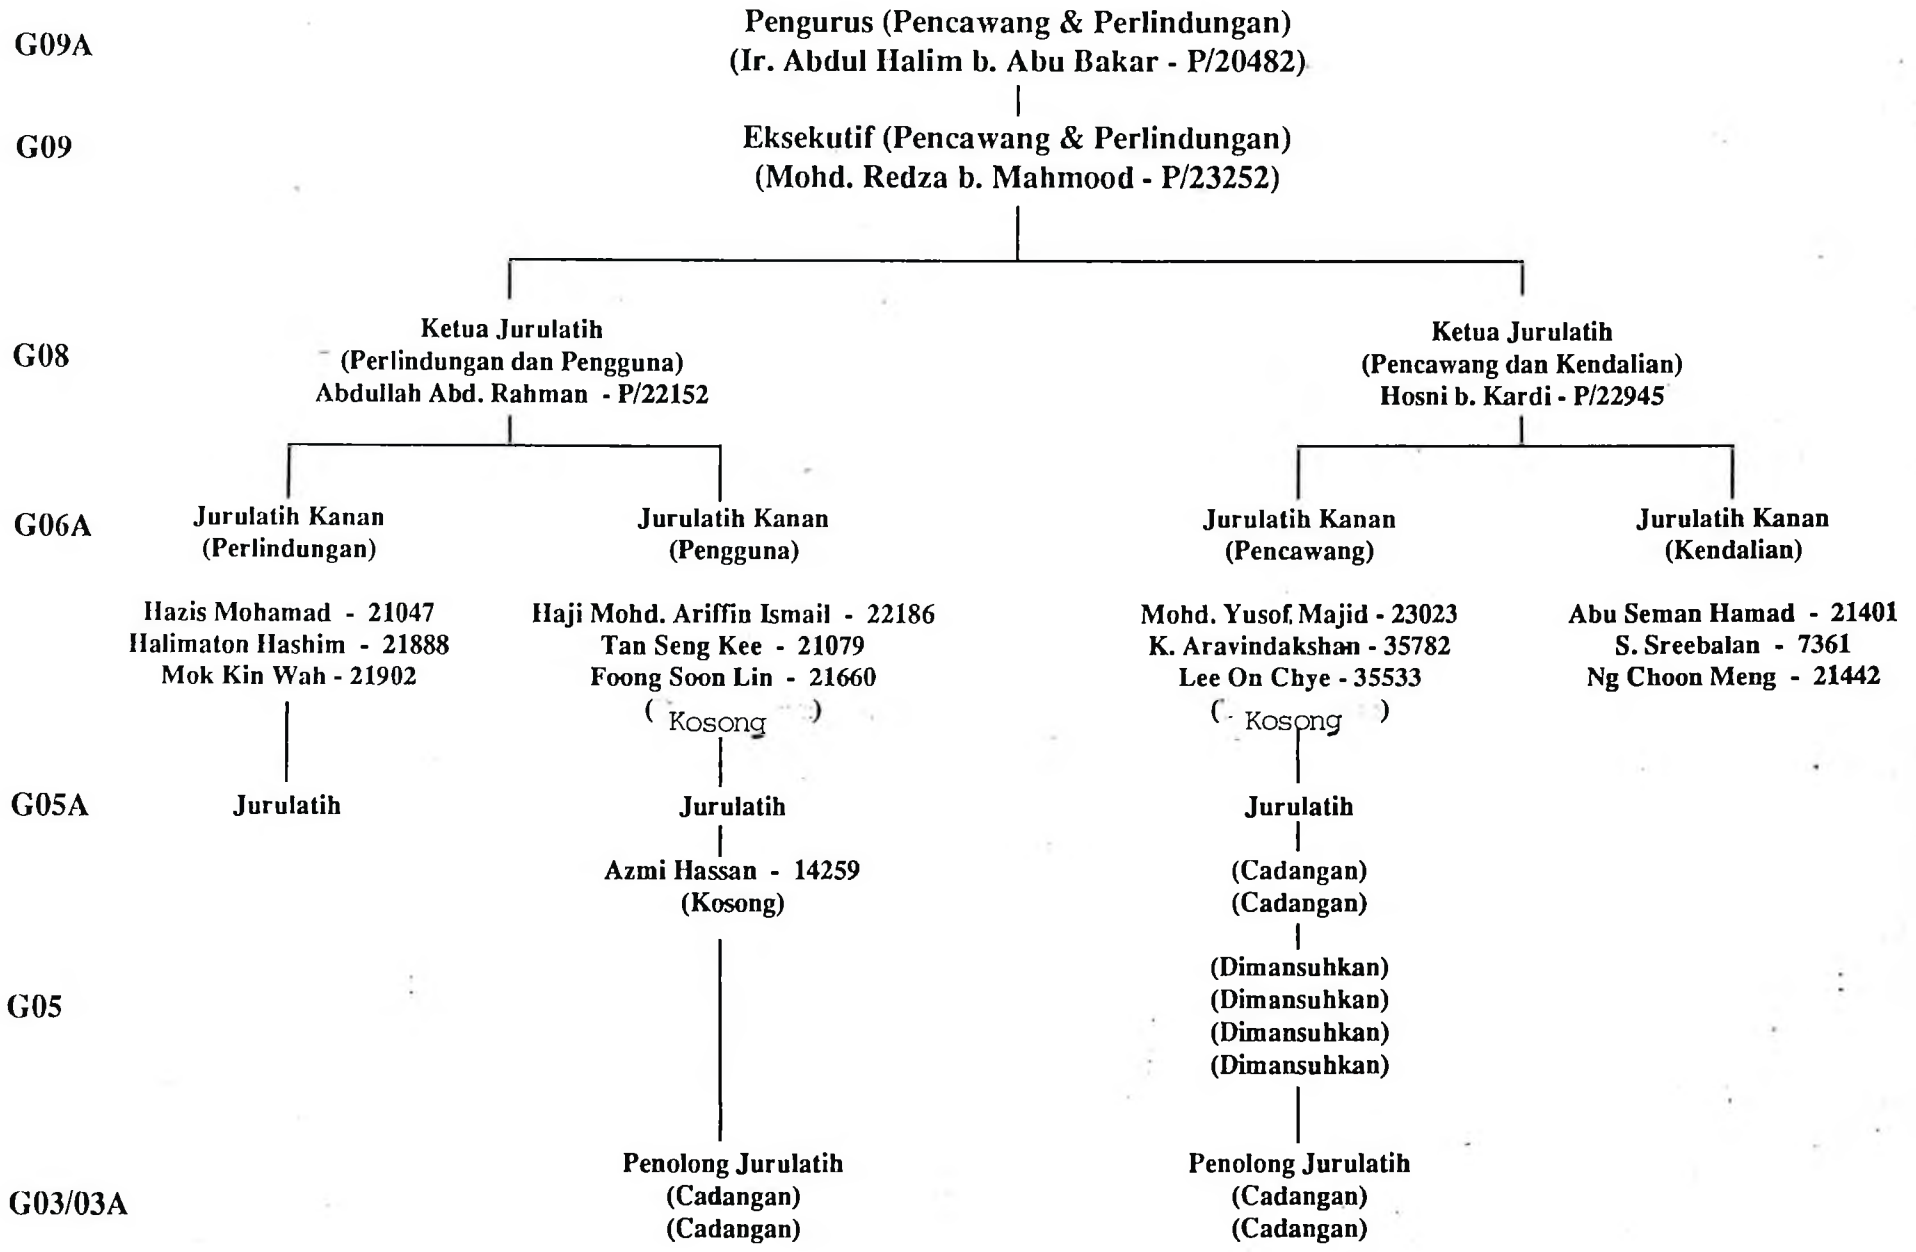 G09A
Pengurus (Pencawang & Perlindungan)
(Ir. Abdul Halim b. Abu Bakar - P/20482)
G09
Eksekutif (Pencawang & Perlindungan)
(Mohd. Redza b. Mahmood - P/23252)
G08
Ketua Jurulatih
(Perlindungan dan Pengguna)
Abdullah Abd. Rahman - P/22152
Ketua Jurulatih
(Pencawang dan Kendalian)
Hosni b. Kardi - P/22945
G06A
Jurulatih Kanan
(Perlindungan)
Hazis Mohamad - 21047
Halimaton Hashim - 21888
Mok Kin Wah - 21902
Jurulatih Kanan
(Pengguna)
Haji Mohd. Ariffin Ismail - 22186
Tan Seng Kee - 21079
Foong Soon Lin - 21660
( Kosong )
Jurulatih Kanan
(Pencawang)
Mohd. Yusof Majid - 23023
K. Aravindakshan - 35782
Lee On Chye - 35533
( Kosong )
Jurulatih Kanan
(Kendalian)
Abu Seman Hamad - 21401
S. Sreebalan - 7361
Ng Choon Meng - 21442
G05A
Jurulatih
Jurulatih
Azmi Hassan - 14259
(Kosong)
Jurulatih
(Cadangan)
(Cadangan)
G05
(Dimansuhkan)
(Dimansuhkan)
(Dimansuhkan)
(Dimansuhkan)
G03/03A
Penolong Jurulatih
(Cadangan)
(Cadangan)
Penolong Jurulatih
(Cadangan)
(Cadangan)